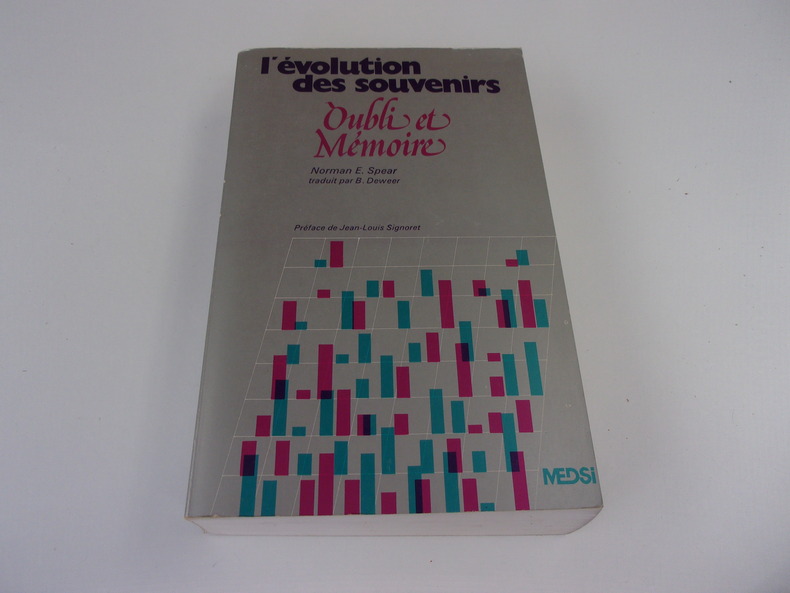 l'évolution
des souvenirs
Oubli et
Mémoire
Norman E. Spear
traduit par B. Deweer
Préface de Jean-Louis Signoret
MEDSi